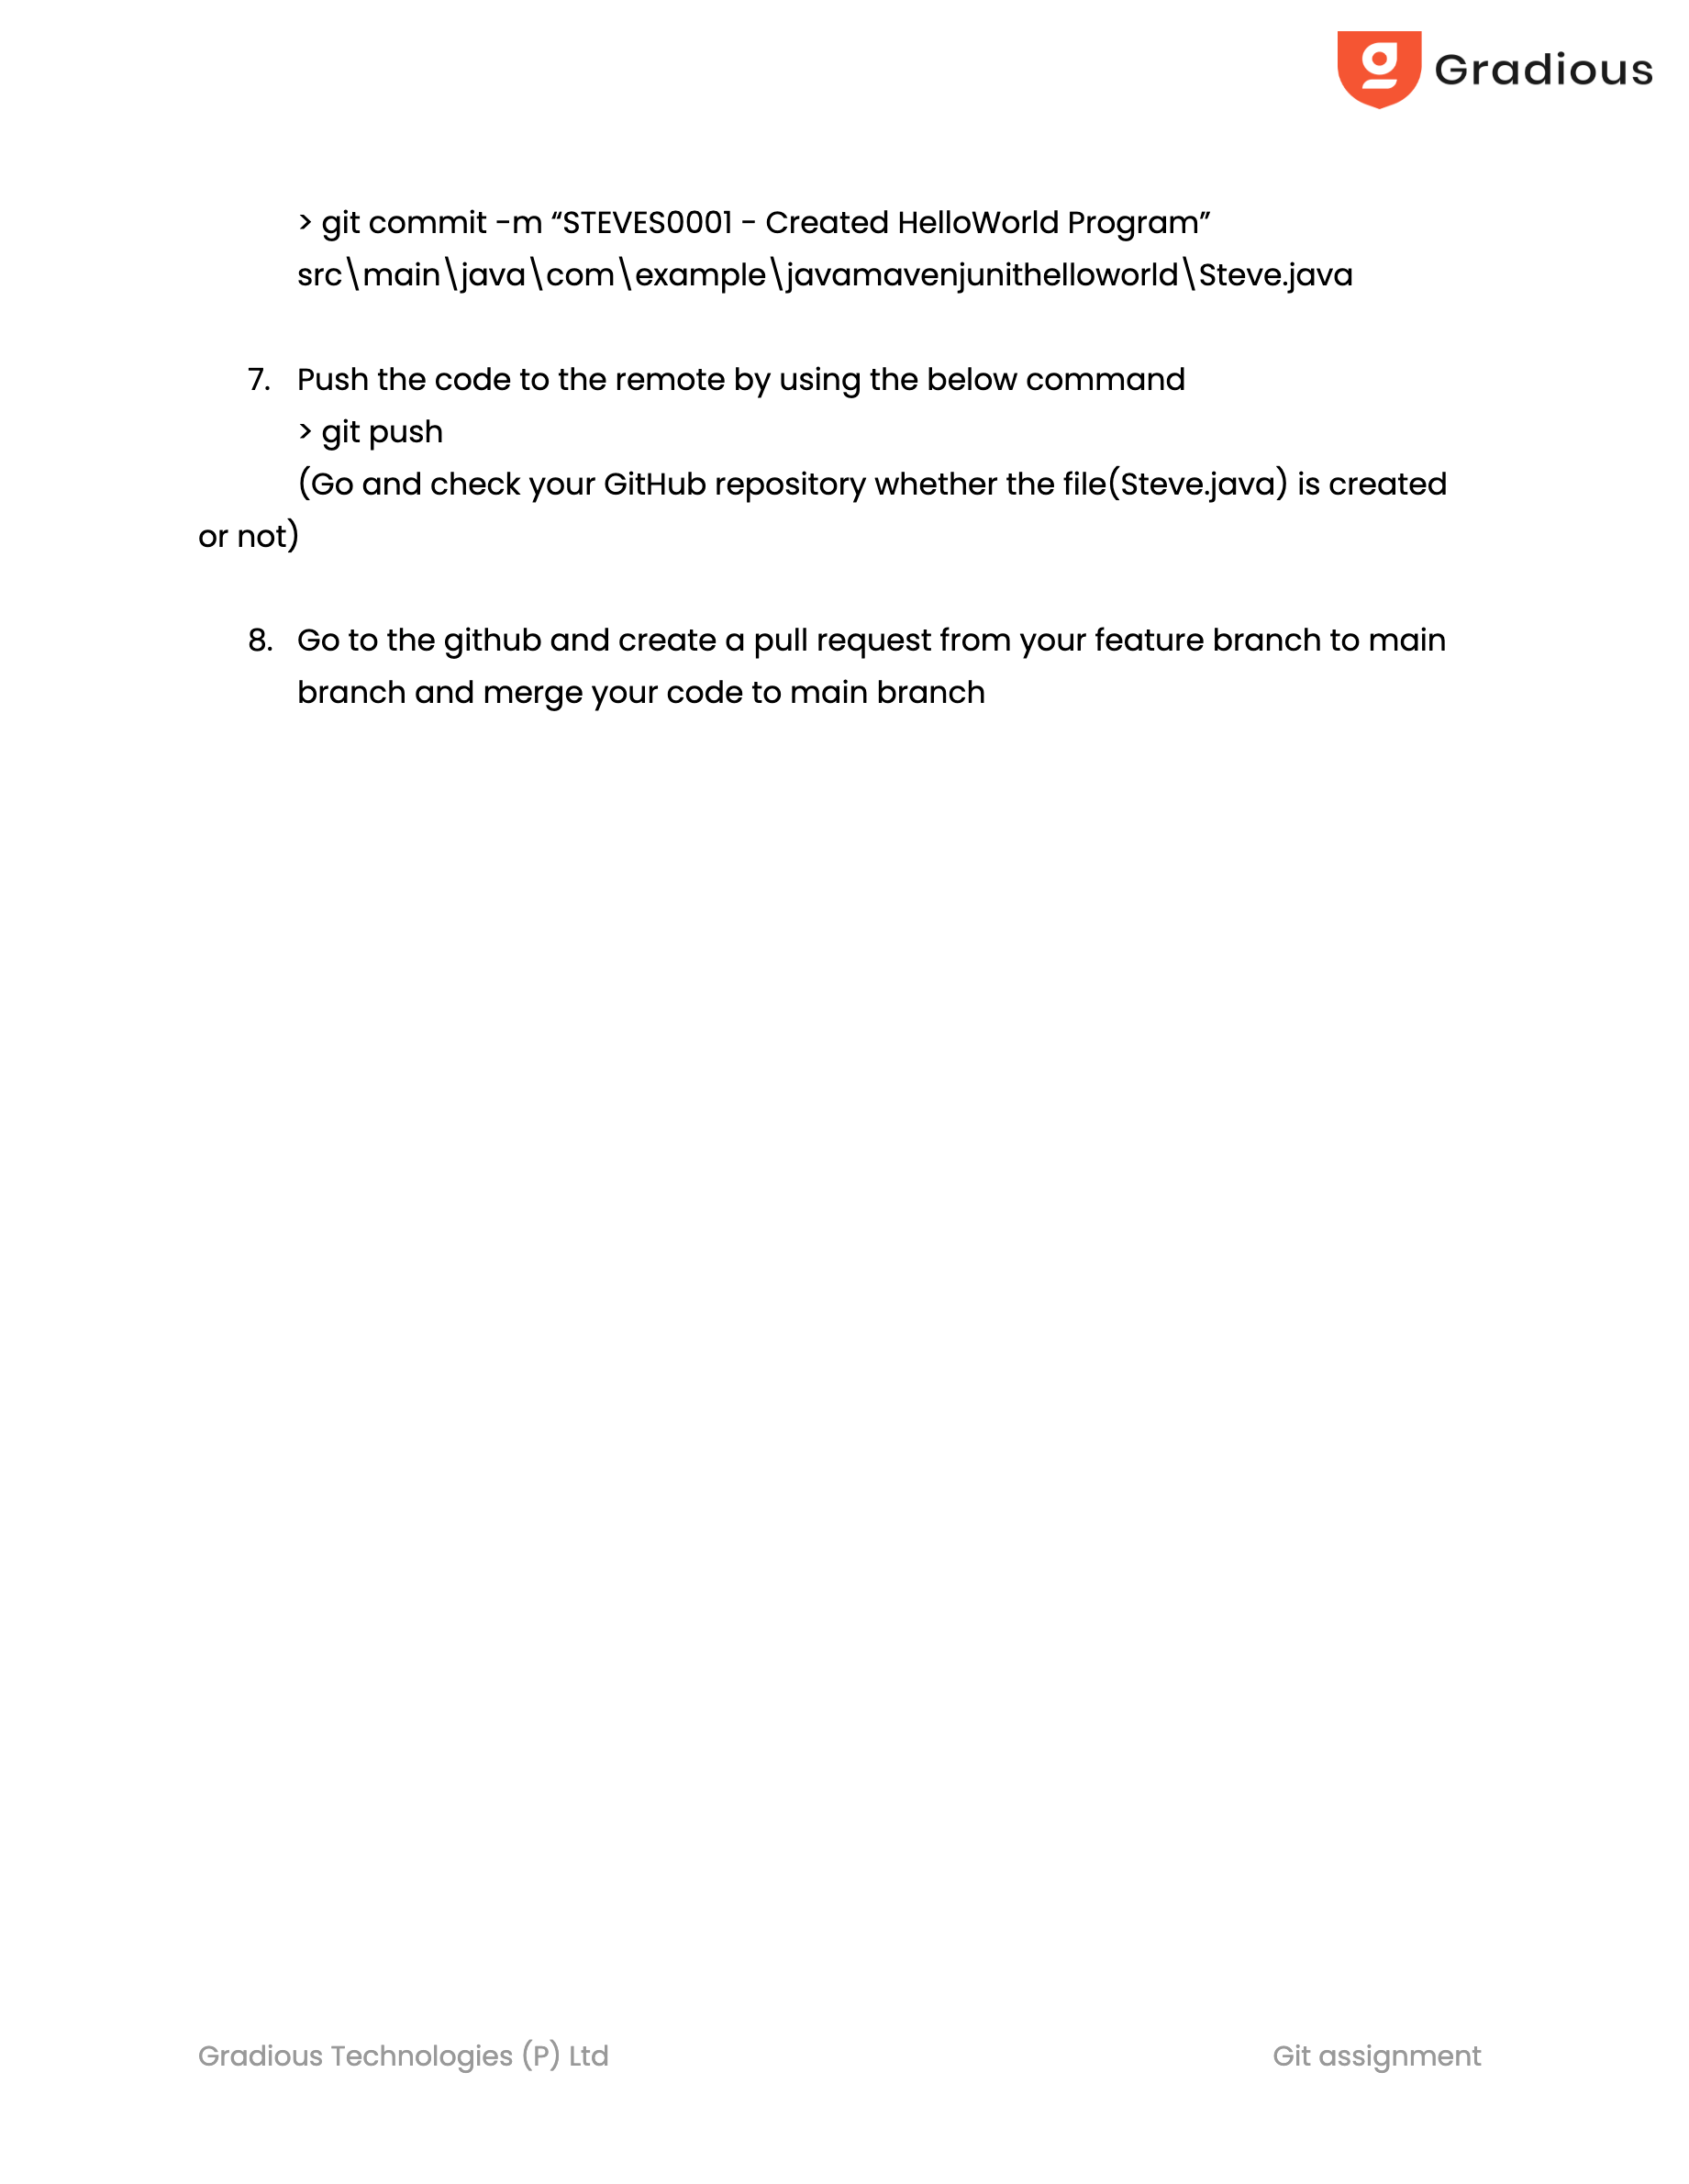 Gradious
> git commit -m “STEVES0001 - Created HelloWorld Program”
src\main\java\com\example\javamavenjunithelloworld\Steve.java
7. Push the code to the remote by using the below command
> git push
(Go and check your GitHub repository whether the file(Steve.java) is created
or not)
8. Go to the github and create a pull request from your feature branch to main
branch and merge your code to main branch
Gradious Technologies (P) Ltd
Git assignment